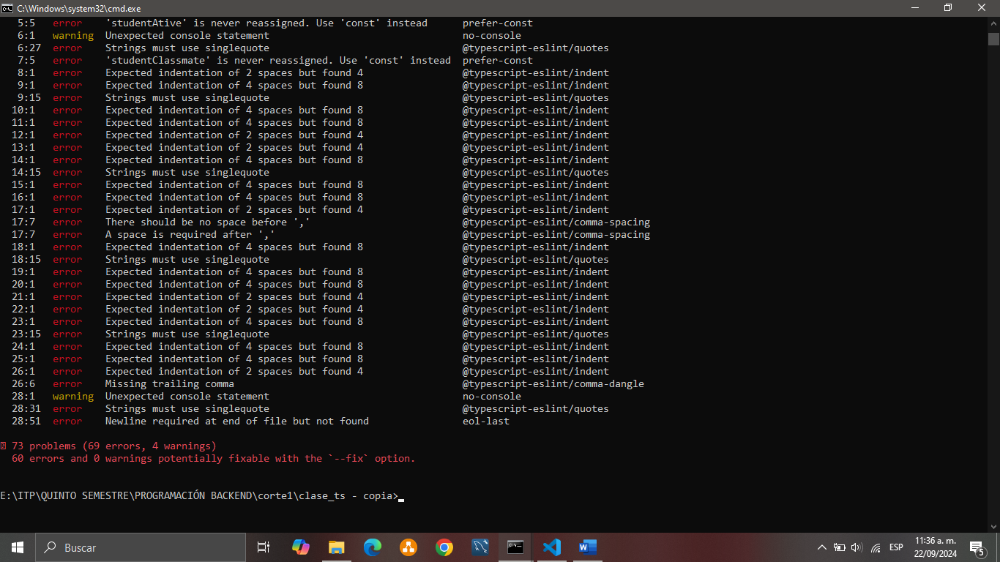 C:\Windows\system32\cmd.exe
5:5 error 'studentAtive' is never reassigned. Use 'const' instead prefer-const
6:1 warning Unexpected console statement no-console
6:27 error Strings must use singlequote @typescript-eslint/quotes
7:5 error 'studentClassmate' is never reassigned. Use 'const' instead prefer-const
8:1 error Expected indentation of 2 spaces but found 4 @typescript-eslint/indent
9:1 error Expected indentation of 4 spaces but found 8 @typescript-eslint/indent
9:15 error Strings must use singlequote @typescript-eslint/quotes
10:1 error Expected indentation of 4 spaces but found 8 @typescript-eslint/indent
11:1 error Expected indentation of 4 spaces but found 8 @typescript-eslint/indent
12:1 error Expected indentation of 2 spaces but found 4 @typescript-eslint/indent
13:1 error Expected indentation of 2 spaces but found 4 @typescript-eslint/indent
14:1 error Expected indentation of 4 spaces but found 8 @typescript-eslint/indent
14:15 error Strings must use singlequote @typescript-eslint/quotes
15:1 error Expected indentation of 4 spaces but found 8 @typescript-eslint/indent
16:1 error Expected indentation of 4 spaces but found 8 @typescript-eslint/indent
17:1 error Expected indentation of 2 spaces but found 4 @typescript-eslint/indent
17:7 error There should be no space before ',' @typescript-eslint/comma-spacing
17:7 error A space is required after ',' @typescript-eslint/comma-spacing
18:1 error Expected indentation of 4 spaces but found 8 @typescript-eslint/indent
18:15 error Strings must use singlequote @typescript-eslint/quotes
19:1 error Expected indentation of 4 spaces but found 8 @typescript-eslint/indent
20:1 error Expected indentation of 4 spaces but found 8 @typescript-eslint/indent
21:1 error Expected indentation of 2 spaces but found 4 @typescript-eslint/indent
22:1 error Expected indentation of 2 spaces but found 4 @typescript-eslint/indent
23:1 error Expected indentation of 4 spaces but found 8 @typescript-eslint/indent
23:15 error Strings must use singlequote @typescript-eslint/quotes
24:1 error Expected indentation of 4 spaces but found 8 @typescript-eslint/indent
25:1 error Expected indentation of 4 spaces but found 8 @typescript-eslint/indent
26:1 error Expected indentation of 2 spaces but found 4 @typescript-eslint/indent
26:6 error Missing trailing comma @typescript-eslint/comma-dangle
28:1 warning Unexpected console statement no-console
28:31 error Strings must use singlequote @typescript-eslint/quotes
28:51 error Newline required at end of file but not found eol-last
73 problems (69 errors, 4 warnings)
60 errors and 0 warnings potentially fixable with the `--fix` option.
E:\ITP\QUINTO SEMESTRE\PROGRAMACIÓN BACKEND\corte1\clase_ts - copia>
Buscar
ESP
11:36 a. m.
22/09/2024
5